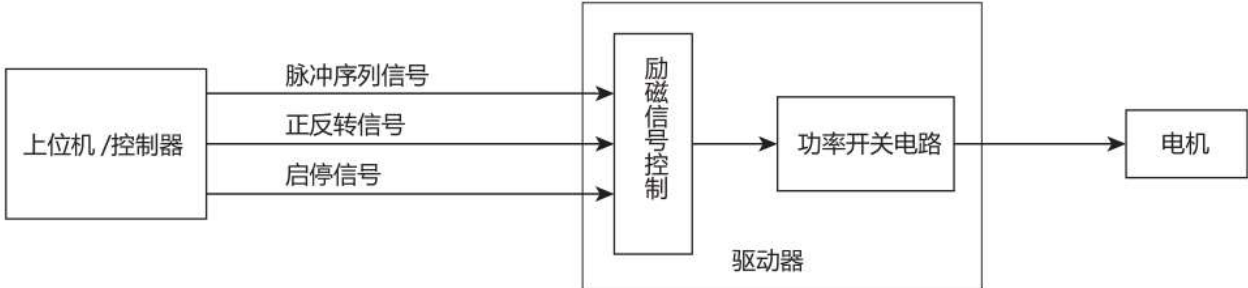 上位机 /控制器
脉冲序列信号
正反转信号
启停信号
励磁信号控制
功率开关电路
驱动器
电机